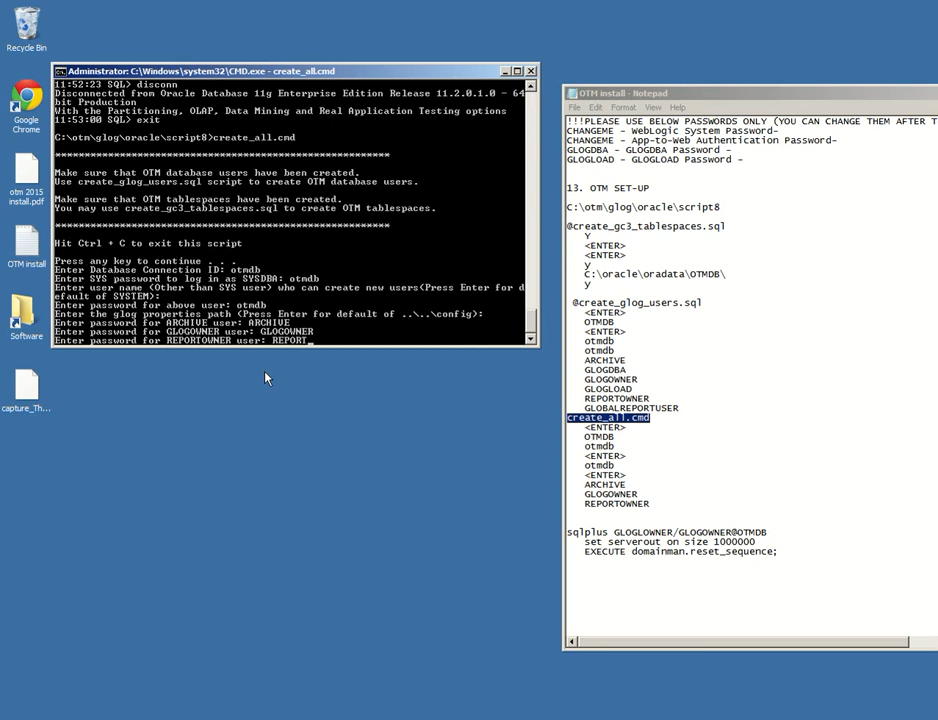 Recycle Bin
Google
Chrome
otm 2015
install.pdf
OTM install
Software
capture_Th...
Administrator: C:\Windows\system32\CMD.exe - create_all.cmd
11:52:23 SQL> disconn
Disconnected from Oracle Database 11g Enterprise Edition Release 11.2.0.1.0 - 64
bit Production
With the Partitioning, OLAP, Data Mining and Real Application Testing options
11:53:00 SQL> exit
C:\otm\glog\oracle\script8>create_all.cmd
*******************************************************************
Make sure that OTM database users have been created.
Use create_glog_users.sql script to create OTM database users.
Make sure that OTM tablespaces have been created.
You may use create_gc3_tablespaces.sql to create OTM tablespaces.
*******************************************************************
Hit Ctrl + C to exit this script
Press any key to continue . . .
Enter Database Connection ID: otmdb
Enter SYS password to log in as SYSDBA: otmdb
Enter user name (Other than SYS user) who can create new users(Press Enter for d
efault of SYSTEM):
Enter password for above user: otmdb
Enter the glog properties path (Press Enter for default of ..\..\config):
Enter password for ARCHIVE user: ARCHIVE
Enter password for GLOGOWNER user: GLOGOWNER
Enter password for REPORTOWNER user: REPORT_
OTM install - Notepad
File Edit Format View Help
!!!PLEASE USE BELOW PASSWORDS ONLY (YOU CAN CHANGE THEM AFTER T
CHANGEME - WebLogic System Password-
CHANGEME - App-to-Web Authentication Password-
GLOGDBA - GLOGDBA Password -
GLOGLOAD - GLOGLOAD Password -
13. OTM SET-UP
C:\otm\glog\oracle\script8
@create_gc3_tablespaces.sql
Y
<ENTER>
<ENTER>
y
C:\oracle\oradata\OTMDB\
y
@create_glog_users.sql
<ENTER>
OTMDB
<ENTER>
otmdb
otmdb
ARCHIVE
GLOGDBA
GLOGOWNER
GLOGLOAD
REPORTOWNER
GLOBALREPORTUSER
create_all.cmd
<ENTER>
OTMDB
otmdb
<ENTER>
otmdb
<ENTER>
ARCHIVE
GLOGOWNER
REPORTOWNER
sqlplus GLOGLOWNER/GLOGOWNER@OTMDB
set serverout on size 1000000
EXECUTE domainman.reset_sequence;